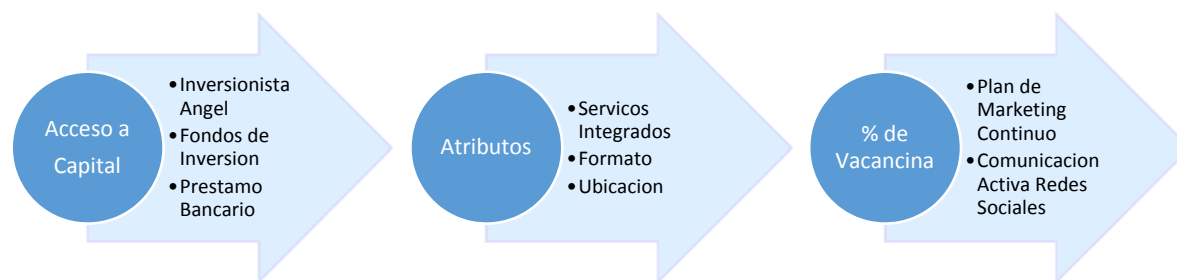 Acceso a
Capital
•Inversionista
Angel
•Fondos de
Inversion
•Prestamo
Bancario
Atributos
•Servicos
Integrados
•Formato
•Ubicacion
% de
Vacancina
•Plan de
Marketing
Continuo
•Comunicacion
Activa Redes
Sociales